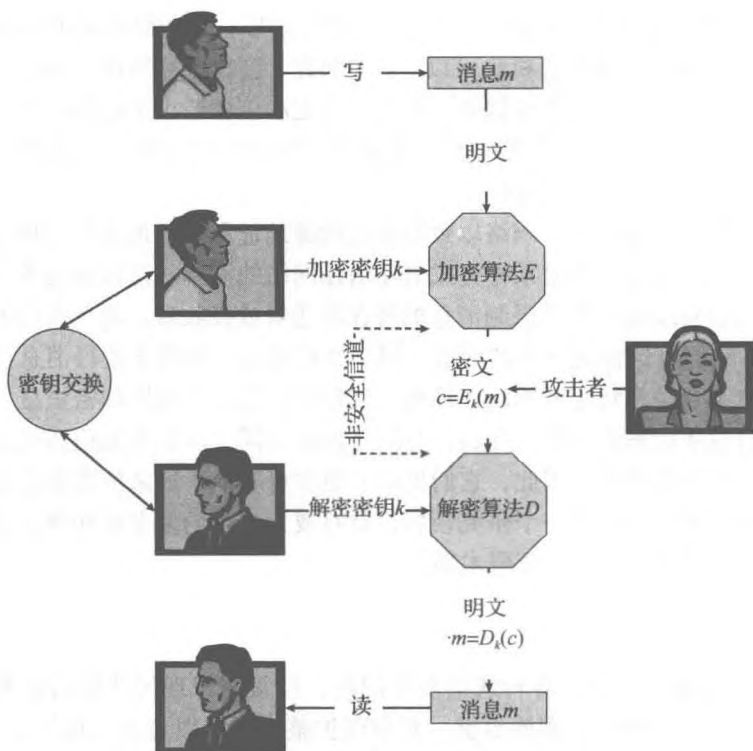 写
消息m
明文
加密密钥k
加密算法E
密钥交换
非安全信道
密文
c=Eₖ(m)
攻击者
解密密钥k
解密算法D
明文
·m=Dₖ(c)
读
消息m